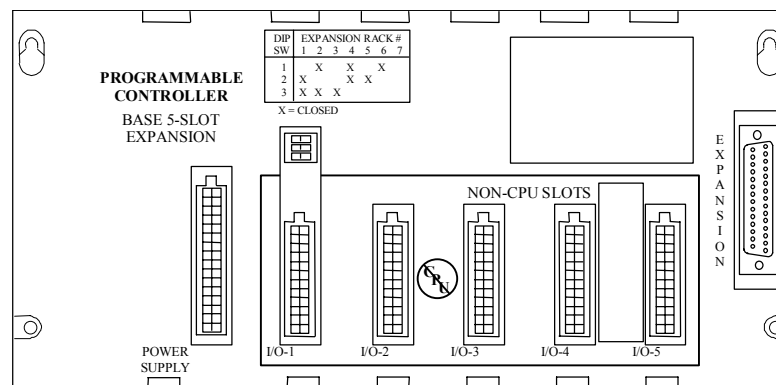 DIP EXPANSION RACK #
SW 1 2 3 4 5 6 7
1 X X X
2 X X X
3 X X X
X = CLOSED
PROGRAMMABLE
CONTROLLER
BASE 5-SLOT
EXPANSION
NON-CPU SLOTS
EXPANSION
CPU
POWER
SUPPLY
I/O-1
I/O-2
I/O-3
I/O-4
I/O-5